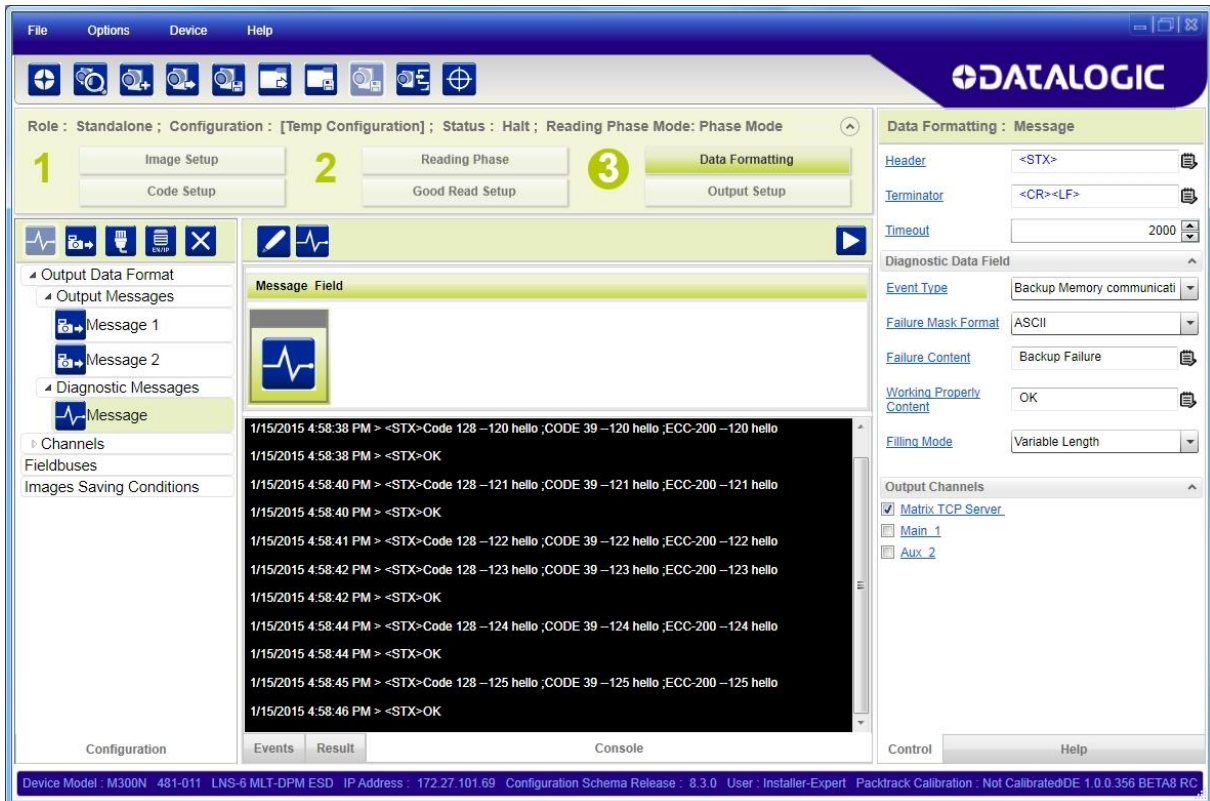 File Options Device Help
DATALOGIC
Role : Standalone ; Configuration : [Temp Configuration] ; Status : Halt ; Reading Phase Mode: Phase Mode
1 Image Setup
Code Setup
2 Reading Phase
Good Read Setup
3 Data Formatting
Output Setup
EN/IP
Output Data Format
Output Messages
Message 1
Message 2
Diagnostic Messages
Message
Channels
Fieldbuses
Images Saving Conditions
Configuration
Message Field
1/15/2015 4:58:38 PM > <STX>Code 128 --120 hello ;CODE 39 --120 hello ;ECC-200 --120 hello
1/15/2015 4:58:38 PM > <STX>OK
1/15/2015 4:58:40 PM > <STX>Code 128 --121 hello ;CODE 39 --121 hello ;ECC-200 --121 hello
1/15/2015 4:58:40 PM > <STX>OK
1/15/2015 4:58:41 PM > <STX>Code 128 --122 hello ;CODE 39 --122 hello ;ECC-200 --122 hello
1/15/2015 4:58:42 PM > <STX>Code 128 --123 hello ;CODE 39 --123 hello ;ECC-200 --123 hello
1/15/2015 4:58:42 PM > <STX>OK
1/15/2015 4:58:44 PM > <STX>Code 128 --124 hello ;CODE 39 --124 hello ;ECC-200 --124 hello
1/15/2015 4:58:44 PM > <STX>OK
1/15/2015 4:58:45 PM > <STX>Code 128 --125 hello ;CODE 39 --125 hello ;ECC-200 --125 hello
1/15/2015 4:58:46 PM > <STX>OK
Events Result Console
Data Formatting : Message
Header <STX>
Terminator <CR><LF>
Timeout 2000
Diagnostic Data Field
Event Type Backup Memory communicati
Failure Mask Format ASCII
Failure Content Backup Failure
Working Properly
Content OK
Filling Mode Variable Length
Output Channels
Matrix TCP Server
Main_1
Aux_2
Control Help
Device Model : M300N 481-011 LNS-6 MLT-DPM ESD IP Address : 172.27.101.69 Configuration Schema Release : 8.3.0 User : Installer-Expert Packtrack Calibration : Not Calibrated DE 1.0.0.356 BETA8 RC